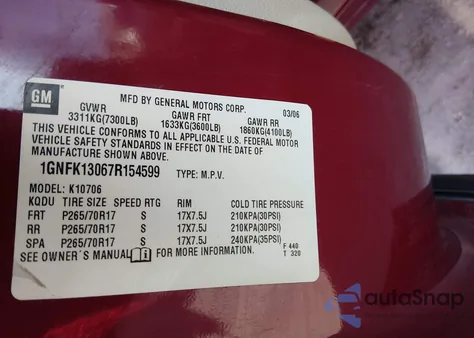 GM
MFD BY GENERAL MOTORS CORP. 03/06
GVWR GAWR FRT GAWR RR
3311KG(7300LB) 1633KG(3600LB) 1860KG(4100LB)
THIS VEHICLE CONFORMS TO ALL APPLICABLE U.S. FEDERAL MOTOR
VEHICLE SAFETY STANDARDS IN EFFECT ON THE DATE OF
MANUFACTURE SHOWN ABOVE.
1GNFK13067R154599 TYPE: M.P.V.
MODEL: K10706
KQDU TIRE SIZE SPEED RTG RIM COLD TIRE PRESSURE
FRT P265/70R17 S 17X7.5J 210KPA(30PSI)
RR P265/70R17 S 17X7.5J 210KPA(30PSI)
SPA P265/70R17 S 17X7.5J 240KPA(35PSI)
SEE OWNER'S MANUAL FOR MORE INFORMATION.
F 440
T 320
autaSnap